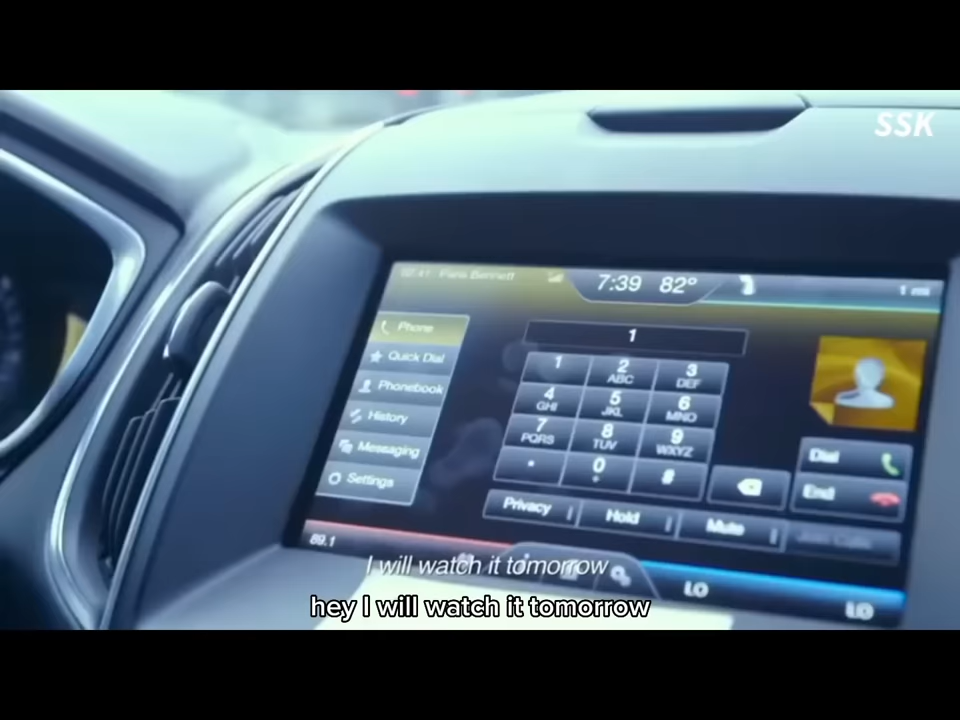 SSK
7:39 82°
Phone
1
Quick Dial
1
2 ABC
3 DEF
Phonebook
4 GHI
5 JKL
6 MNO
History
7 PQRS
8 TUV
9 WXYZ
Messaging
*
0 +
#
Dial
Settings
End
Privacy
Hold
Mute
89.1
LO
LO
I will watch it tomorrow
hey I will watch it tomorrow